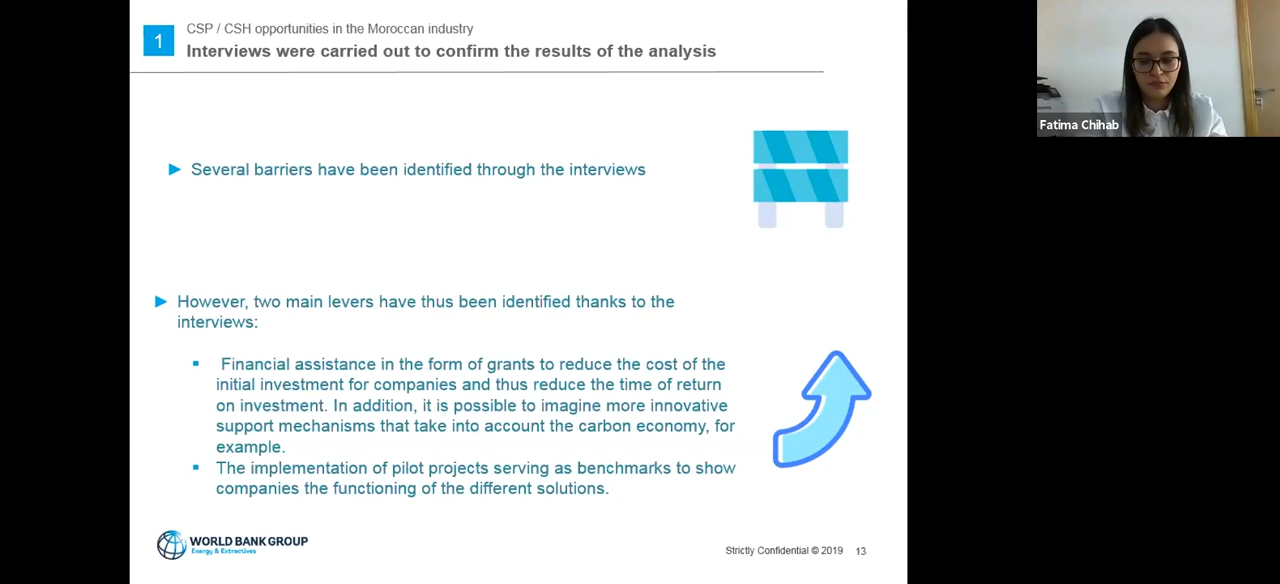 1
CSP / CSH opportunities in the Moroccan industry
Interviews were carried out to confirm the results of the analysis
Fatima Chihab
► Several barriers have been identified through the interviews
► However, two main levers have thus been identified thanks to the
interviews:
▪ Financial assistance in the form of grants to reduce the cost of the
initial investment for companies and thus reduce the time of return
on investment. In addition, it is possible to imagine more innovative
support mechanisms that take into account the carbon economy, for
example.
▪ The implementation of pilot projects serving as benchmarks to show
companies the functioning of the different solutions.
WORLD BANK GROUP
Energy & Extractives
Strictly Confidential © 2019 13